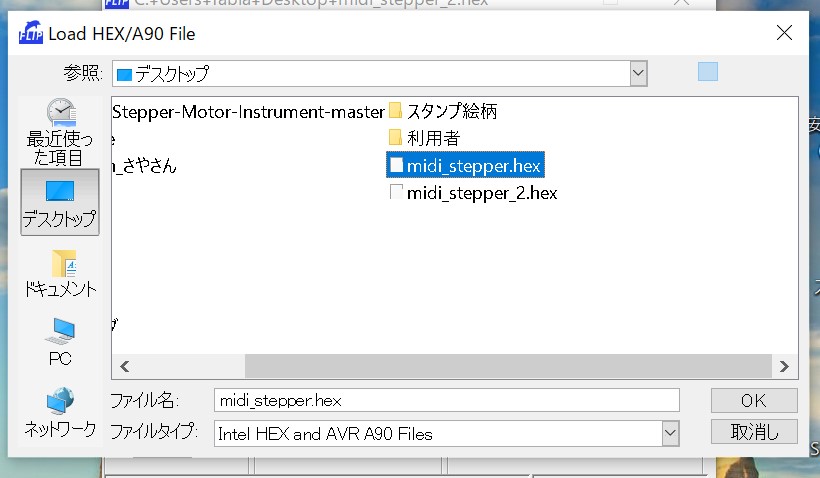 FLIP C:¥Users¥Tabla¥Desktop¥midi_stepper_2.hex
FLIP Load HEX/A90 File
参照: デスクトップ
最近使っ
た項目
デスクトップ
ドキュメント
PC
ネットワーク
Stepper-Motor-Instrument-master
e
_さやさん
スタンプ絵柄
利用者
midi_stepper.hex
midi_stepper_2.hex
ファイル名: midi_stepper.hex OK
ファイルタイプ: Intel HEX and AVR A90 Files 取消し
安